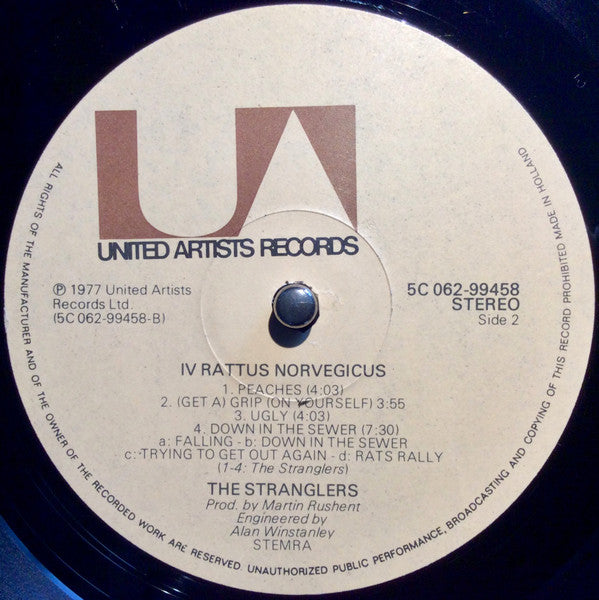 UA
UNITED ARTISTS RECORDS
℗ 1977 United Artists
Records Ltd.
(5C 062-99458-B)
5C 062-99458
STEREO
Side 2
IV RATTUS NORVEGICUS
1. PEACHES (4:03)
2. (GET A) GRIP (ON YOURSELF) 3:55
3. UGLY (4:03)
4. DOWN IN THE SEWER (7:30)
a: FALLING - b: DOWN IN THE SEWER
c: TRYING TO GET OUT AGAIN - d: RATS RALLY
(1-4: The Stranglers)
THE STRANGLERS
Prod. by Martin Rushent
Engineered by
Alan Winstanley
STEMRA
ALL RIGHTS OF THE MANUFACTURER AND OF THE OWNER OF THE RECORDED WORK ARE RESERVED. UNAUTHORIZED PUBLIC PERFORMANCE, BROADCASTING AND COPYING OF THIS RECORD PROHIBITED MADE IN HOLLAND